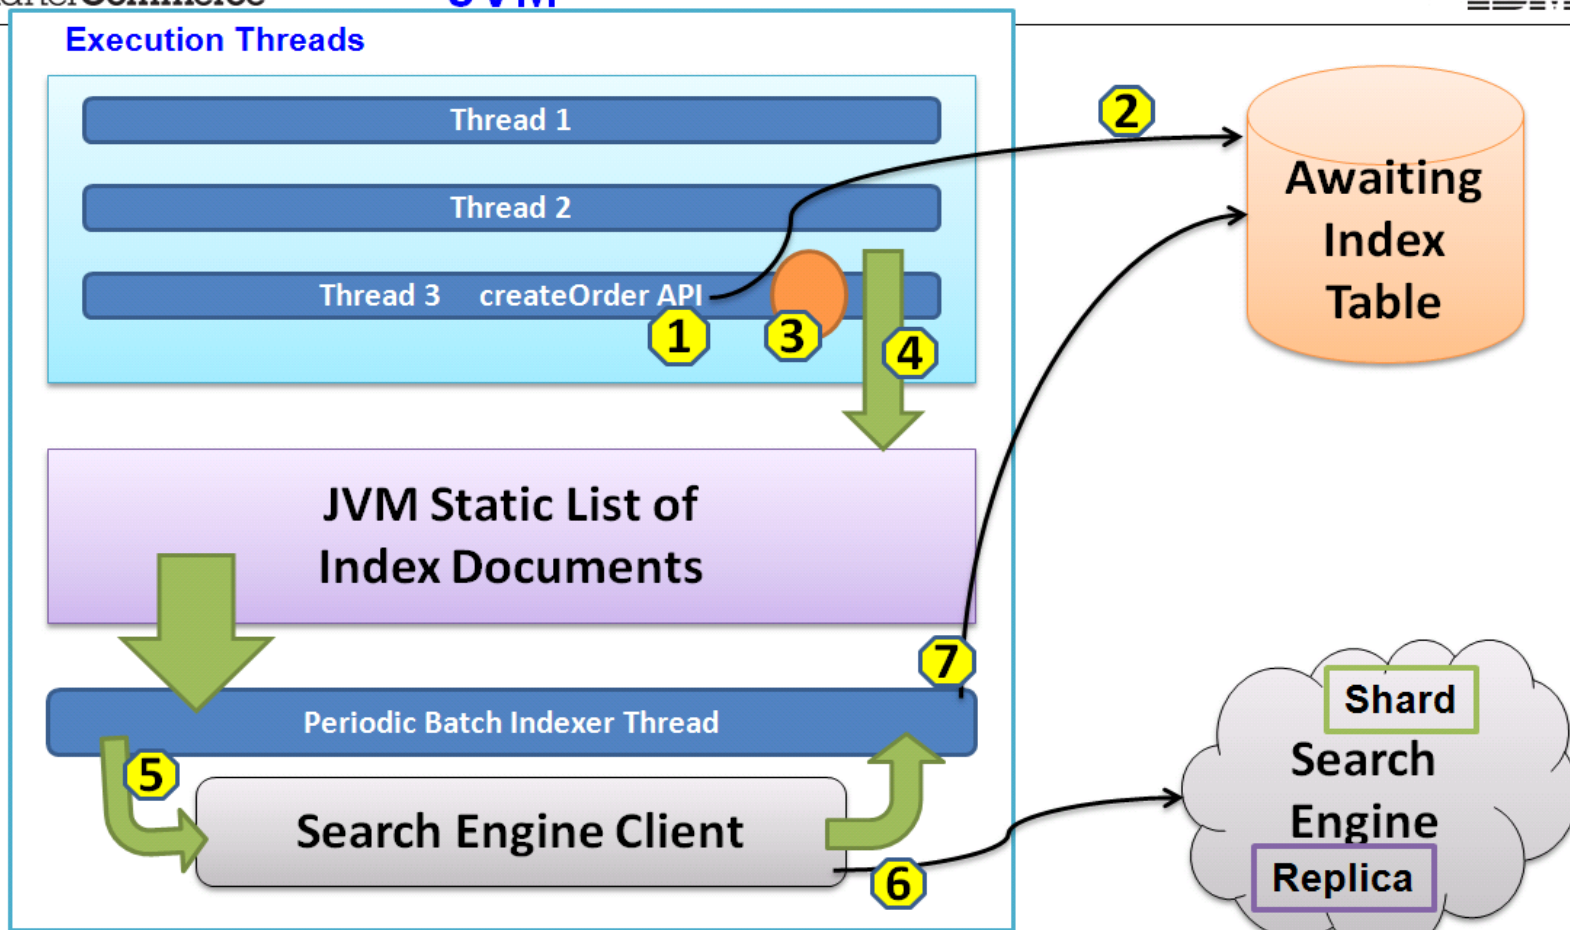 JVM
Execution Threads
Thread 1
Thread 2
Thread 3 createOrder API
1
2
3
4
Awaiting
Index
Table
JVM Static List of
Index Documents
7
Periodic Batch Indexer Thread
5
Search Engine Client
6
Shard
Search
Engine
Replica